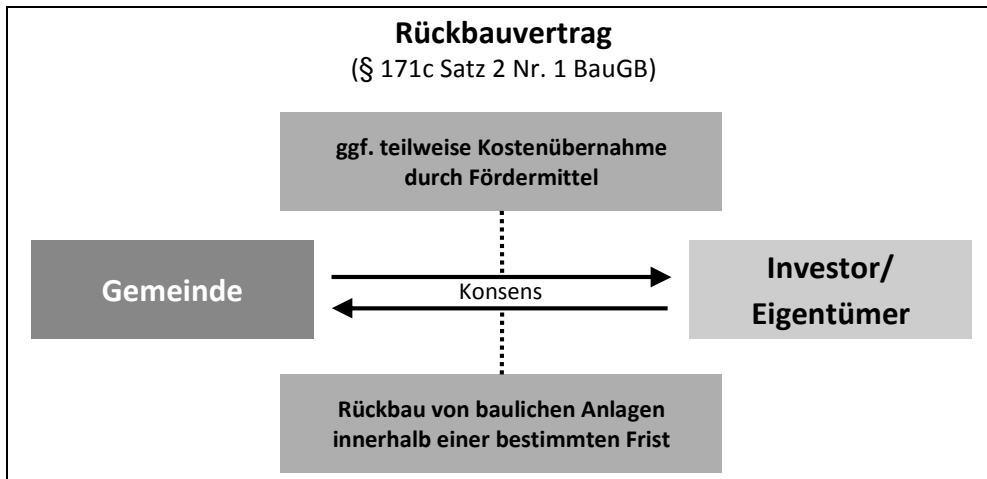 Rückbauvertrag
(§ 171c Satz 2 Nr. 1 BauGB)
ggf. teilweise Kostenübernahme
durch Fördermittel
Gemeinde
Konsens
Investor/
Eigentümer
Rückbau von baulichen Anlagen
innerhalb einer bestimmten Frist